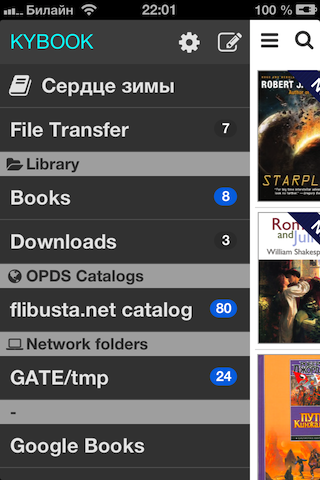 Билайн 22:01 100 %
KYBOOK
Сердце зимы
File Transfer 7
Library
Books 8
Downloads 3
OPDS Catalogs
flibusta.net catalog 80
Network folders
GATE/tmp 24
-
Google Books
ROBERT J.
STARPL
Rom
and
Juli
William Shakesp
ПУТ